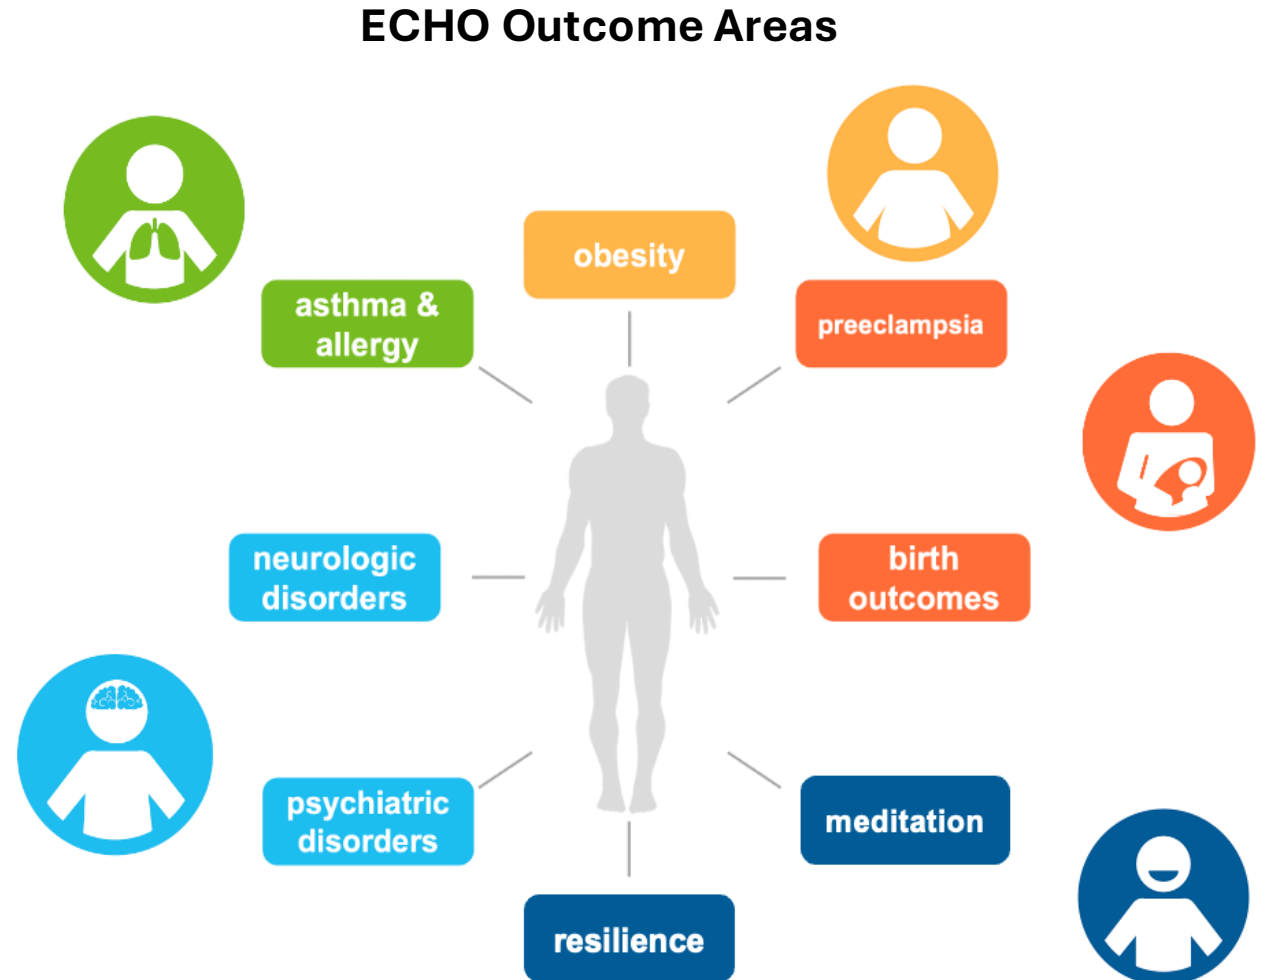 ECHO Outcome Areas
obesity
asthma &
allergy
preeclampsia
neurologic
disorders
birth
outcomes
psychiatric
disorders
meditation
resilience